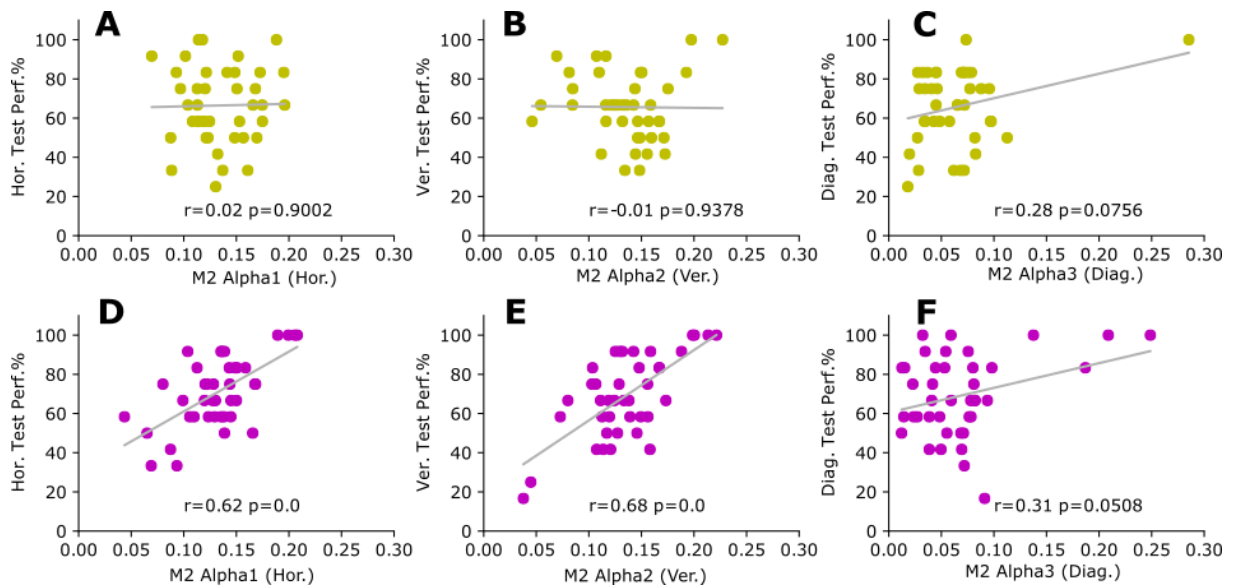 A
B
C
100
80
60
40
20
0
Hor. Test Perf.%
r=0.02 p=0.9002
0.00 0.05 0.10 0.15 0.20 0.25 0.30
M2 Alpha1 (Hor.)
100
80
60
40
20
0
Ver. Test Perf.%
r=-0.01 p=0.9378
0.00 0.05 0.10 0.15 0.20 0.25 0.30
M2 Alpha2 (Ver.)
100
80
60
40
20
0
Diag. Test Perf.%
r=0.28 p=0.0756
0.00 0.05 0.10 0.15 0.20 0.25 0.30
M2 Alpha3 (Diag.)
D
E
F
100
80
60
40
20
0
Hor. Test Perf.%
r=0.62 p=0.0
0.00 0.05 0.10 0.15 0.20 0.25 0.30
M2 Alpha1 (Hor.)
100
80
60
40
20
0
Ver. Test Perf.%
r=0.68 p=0.0
0.00 0.05 0.10 0.15 0.20 0.25 0.30
M2 Alpha2 (Ver.)
100
80
60
40
20
0
Diag. Test Perf.%
r=0.31 p=0.0508
0.00 0.05 0.10 0.15 0.20 0.25 0.30
M2 Alpha3 (Diag.)